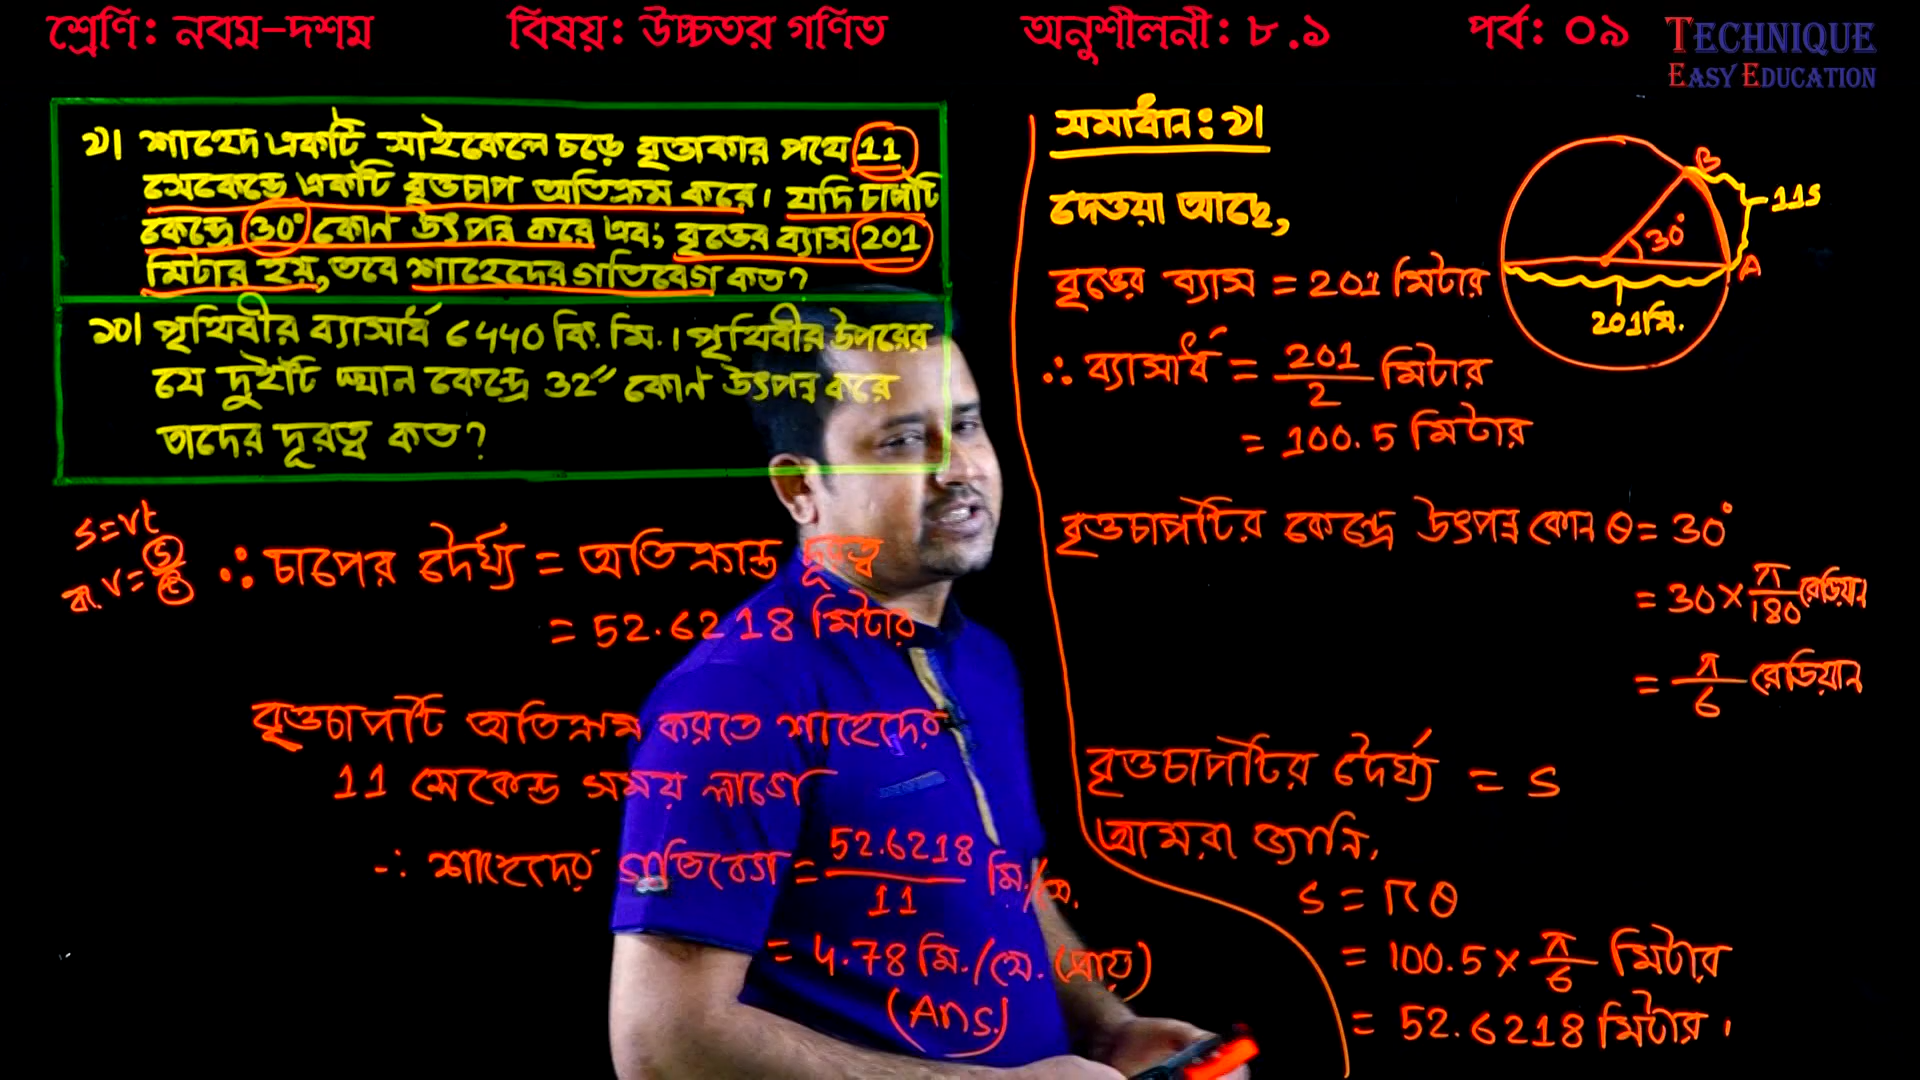 শ্রেণি: নবম-দশম বিষয়: উচ্চতর গণিত অনুশীলনী: ৮.১ পর্ব: ০৯
TECHNIQUE
EASY EDUCATION
৯। শাহেদ একটি সাইকেলে চড়ে বৃত্তাকার পথে 11
সেকেন্ডে একটি বৃত্তচাপ অতিক্রম করে। যদি চাপটি
কেন্দ্রে 30° কোণ উৎপন্ন করে এবং বৃত্তের ব্যাস 201
মিটার হয়, তবে শাহেদের গতিবেগ কত?
১০। পৃথিবীর ব্যাসার্ধ 6440 কি. মি.। পৃথিবীর উপরের
যে দুইটি স্থান কেন্দ্রে 32″ কোণ উৎপন্ন করে
তাদের দূরত্ব কত?
s=vt
বা, v=
∴ চাপের দৈর্ঘ্য = অতিক্রান্ত দূরত্ব
= 52.6218 মিটার
বৃত্তচাপটি অতিক্রম করতে শাহেদের
11 সেকেন্ড সময় লাগে
∴ শাহেদের গতিবেগ = 52.6218/11 মি./সে.
= 4.78 মি./সে. (প্রায়)
(Ans.)
সমাধান: ৯।
দেওয়া আছে,
বৃত্তের ব্যাস = 201 মিটার
∴ ব্যাসার্ধ = 201/2 মিটার
= 100.5 মিটার
B
11s
30°
A
201মি.
বৃত্তচাপটির কেন্দ্রে উৎপন্ন কোন θ = 30°
= 30 × π/180 রেডিয়ান
= π/6 রেডিয়ান
বৃত্তচাপটির দৈর্ঘ্য = s
আমরা জানি,
s = rθ
= 100.5 × π/6 মিটার
= 52.6218 মিটার।